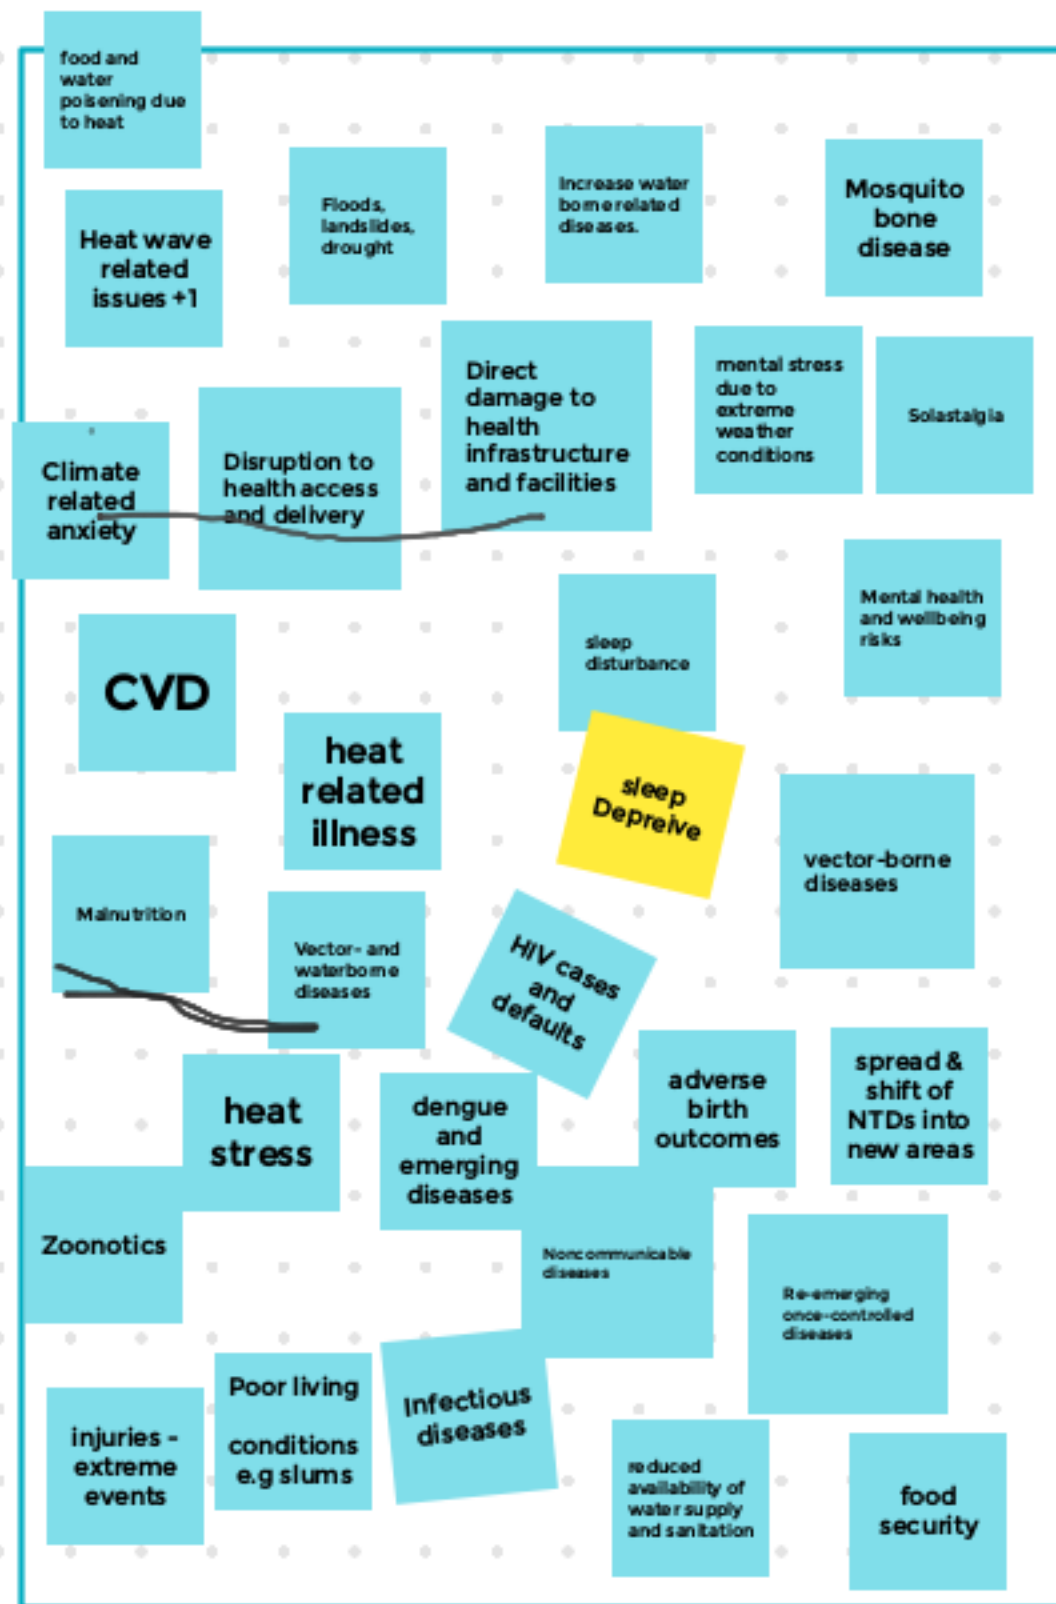 food and
water
poisening due
to heat
Heat wave
related
issues +1
Floods,
landslides,
drought
Increase water
borne related
diseases.
Mosquito
bone
disease
Climate
related
anxiety
Disruption to
health access
and delivery
Direct
damage to
health
infrastructure
and facilities
mental stress
due to
extreme
weather
conditions
Solastalgia
CVD
heat
related
illness
sleep
disturbance
Mental health
and wellbeing
risks
sleep
Depreive
vector-borne
diseases
Malnutrition
Vector- and
waterborne
diseases
HIV cases
and
defaults
heat
stress
dengue
and
emerging
diseases
adverse
birth
outcomes
spread &
shift of
NTDs into
new areas
Zoonotics
Noncommunicable
diseases
Re-emerging
once-controlled
diseases
injuries -
extreme
events
Poor living
conditions
e.g slums
Infectious
diseases
reduced
availability of
water supply
and sanitation
food
security